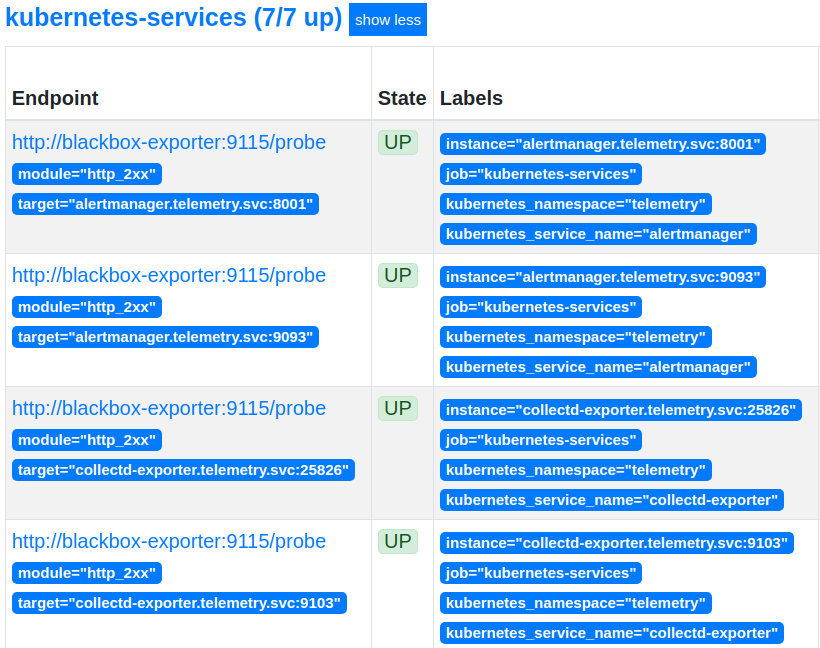 kubernetes-services (7/7 up) show less
Endpoint State Labels
http://blackbox-exporter:9115/probe UP instance="alertmanager.telemetry.svc:8001"
module="http_2xx" job="kubernetes-services"
target="alertmanager.telemetry.svc:8001" kubernetes_namespace="telemetry"
kubernetes_service_name="alertmanager"
http://blackbox-exporter:9115/probe UP instance="alertmanager.telemetry.svc:9093"
module="http_2xx" job="kubernetes-services"
target="alertmanager.telemetry.svc:9093" kubernetes_namespace="telemetry"
kubernetes_service_name="alertmanager"
http://blackbox-exporter:9115/probe UP instance="collectd-exporter.telemetry.svc:25826"
module="http_2xx" job="kubernetes-services"
target="collectd-exporter.telemetry.svc:25826" kubernetes_namespace="telemetry"
kubernetes_service_name="collectd-exporter"
http://blackbox-exporter:9115/probe UP instance="collectd-exporter.telemetry.svc:9103"
module="http_2xx" job="kubernetes-services"
target="collectd-exporter.telemetry.svc:9103" kubernetes_namespace="telemetry"
kubernetes_service_name="collectd-exporter"